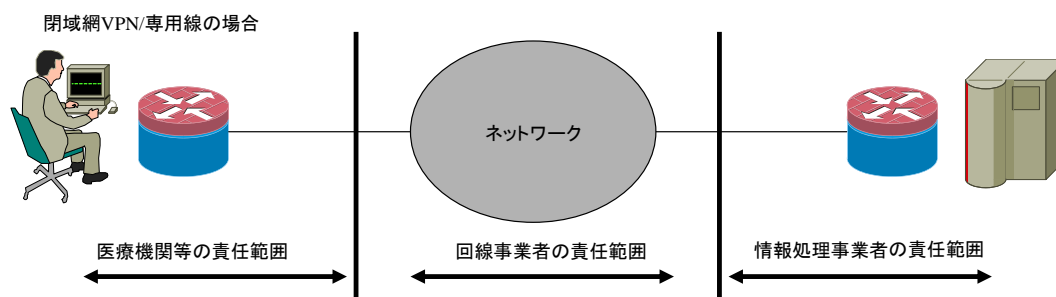 閉域網VPN/専用線の場合
ネットワーク
医療機関等の責任範囲
回線事業者の責任範囲
情報処理事業者の責任範囲